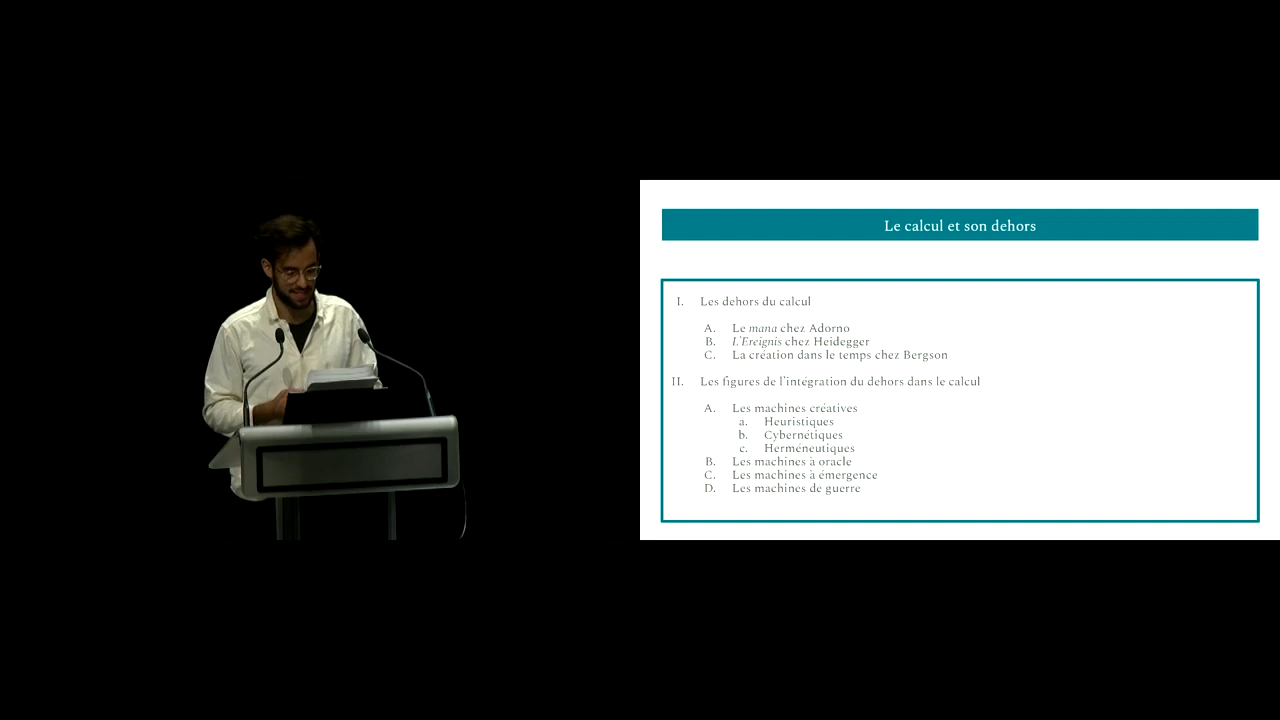 Le calcul et son dehors
I. Les dehors du calcul
A. Le mana chez Adorno
B. L'Ereignis chez Heidegger
C. La création dans le temps chez Bergson
II. Les figures de l'intégration du dehors dans le calcul
A. Les machines créatives
a. Heuristiques
b. Cybernétiques
c. Herméneutiques
B. Les machines à oracle
C. Les machines à émergence
D. Les machines de guerre